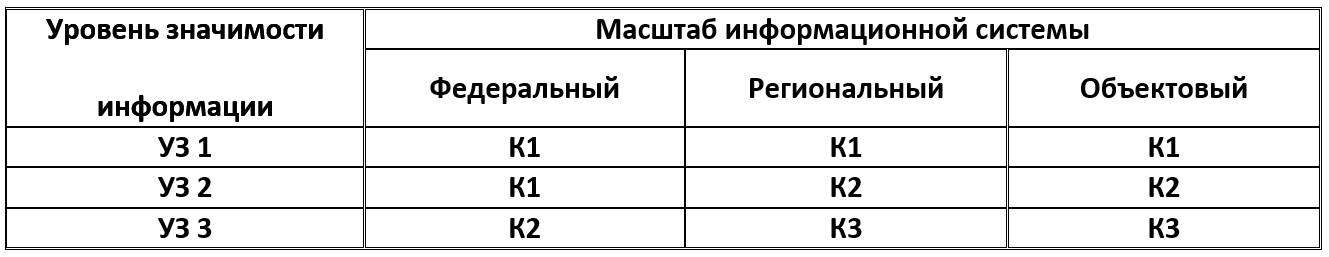 Уровень значимости
информации
Масштаб информационной системы
Федеральный Региональный Объектовый
УЗ 1 К1 К1 К1
УЗ 2 К1 К2 К2
УЗ 3 К2 К3 К3